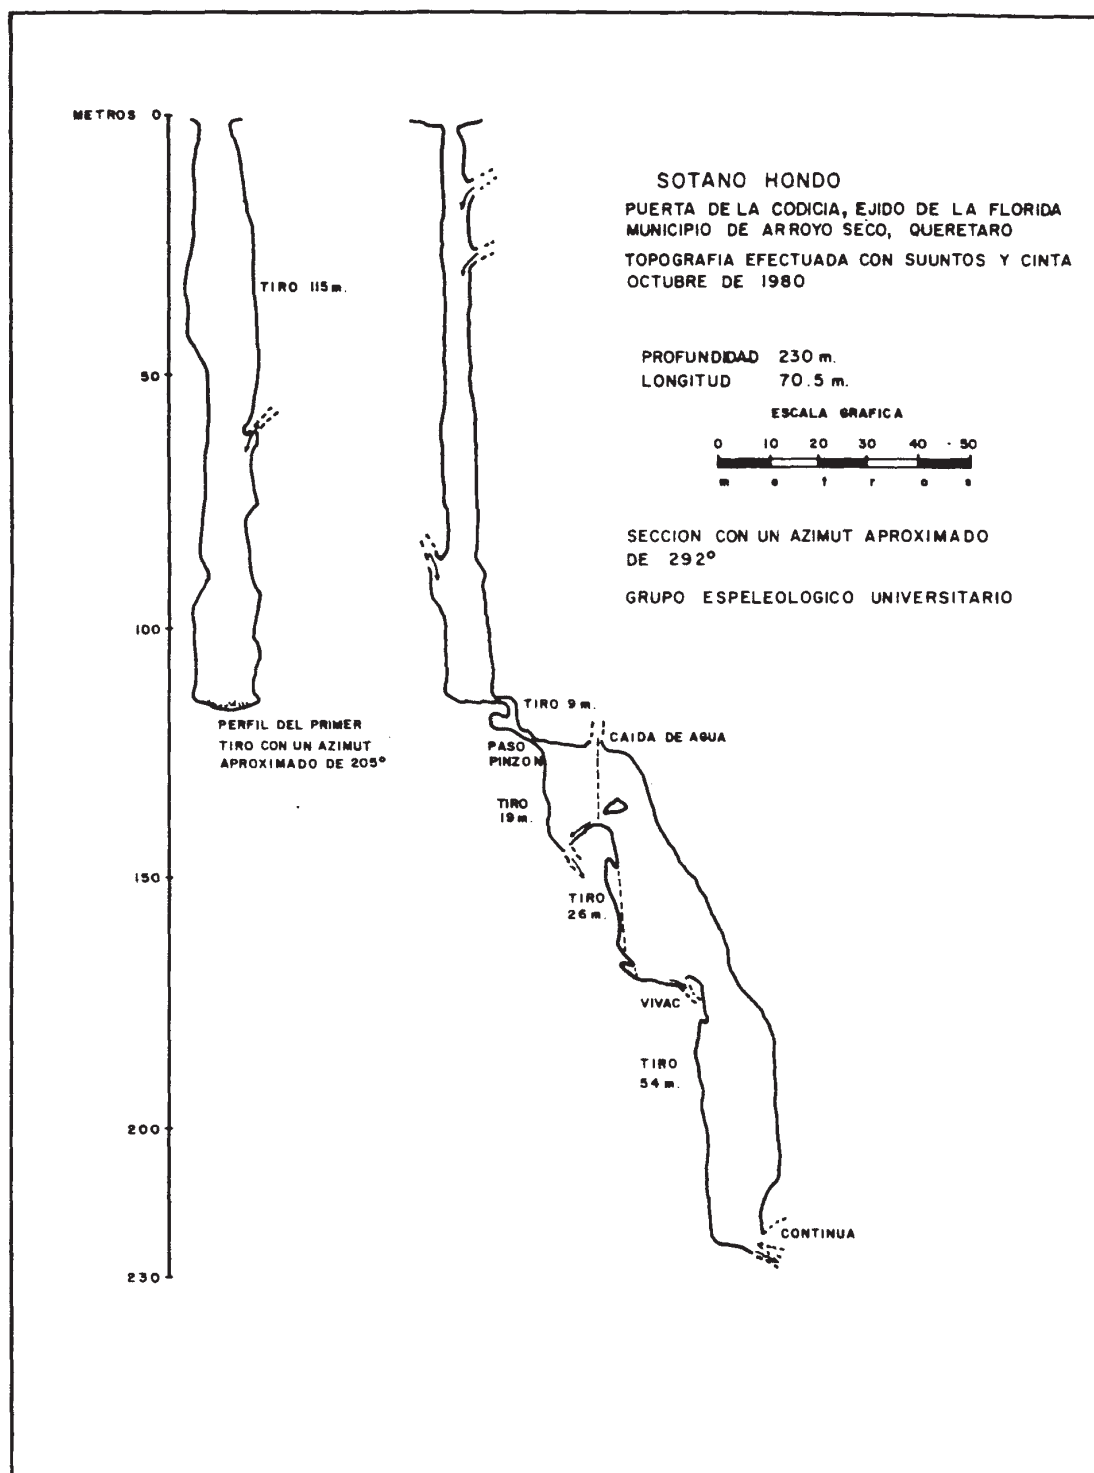 METROS 0
SOTANO HONDO
PUERTA DE LA CODICIA, EJIDO DE LA FLORIDA
MUNICIPIO DE ARROYO SECO, QUERETARO
TOPOGRAFIA EFECTUADA CON SUUNTOS Y CINTA
OCTUBRE DE 1980
TIRO 115 m.
PROFUNDIDAD 230 m.
LONGITUD 70.5 m.
50
ESCALA GRAFICA
0 10 20 30 40 50
m e t r o s
SECCION CON UN AZIMUT APROXIMADO
DE 292°
GRUPO ESPELEOLOGICO UNIVERSITARIO
100
TIRO 9 m.
PERFIL DEL PRIMER
TIRO CON UN AZIMUT
APROXIMADO DE 205°
PASO
PINZON
CAIDA DE AGUA
TIRO
19 m.
150
TIRO
26 m.
VIVAC
TIRO
54 m.
200
CONTINUA
230